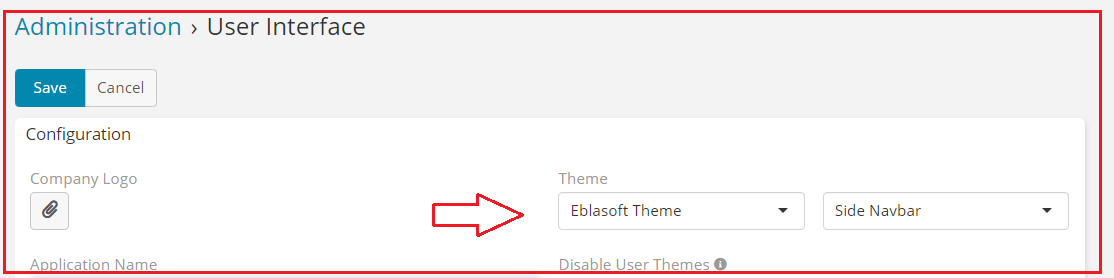 Administration › User Interface
Save Cancel
Configuration
Company Logo
Theme
Eblasoft Theme Side Navbar
Application Name
Disable User Themes